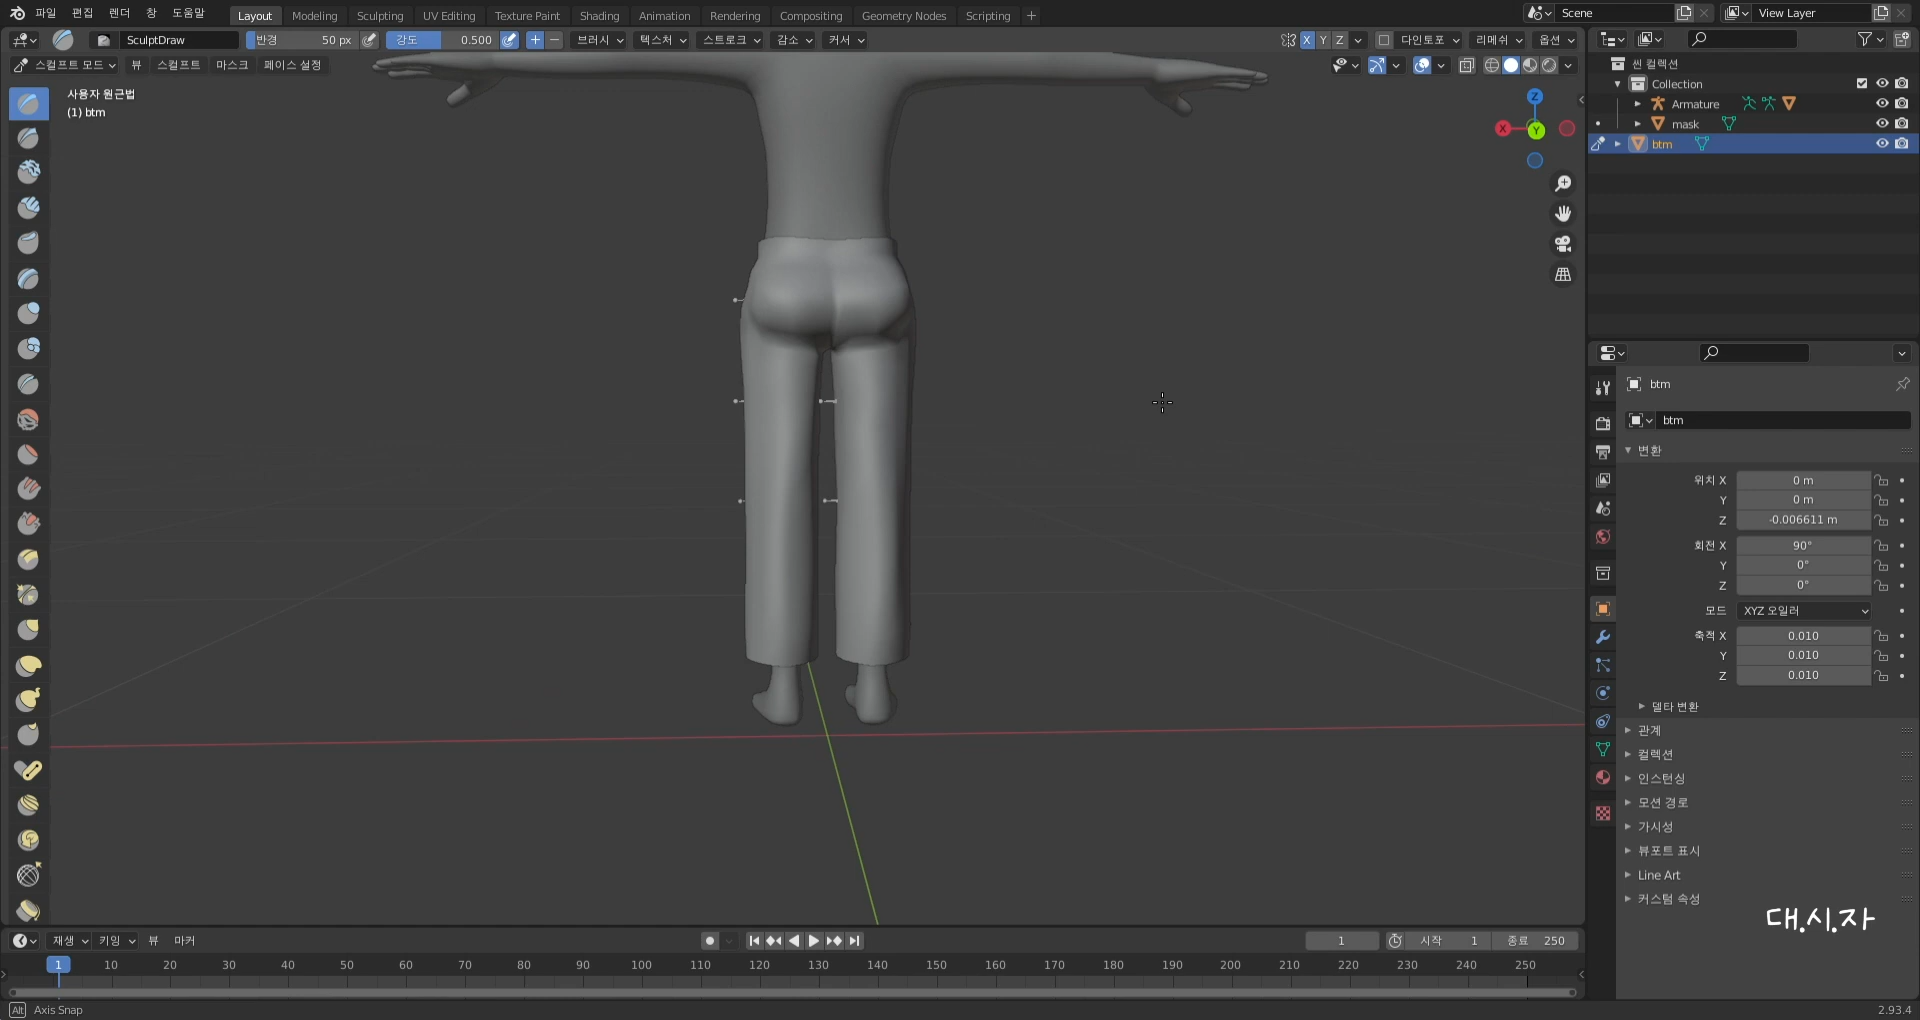 파일 편집 렌더 창 도움말 Layout Modeling Sculpting UV Editing Texture Paint Shading Animation Rendering Compositing Geometry Nodes Scripting + Scene View Layer
SculptDraw 반경 50 px 강도 0.500 + − 브러시 텍스처 스트로크 감소 커서 X Y Z 다인토포 리메쉬 옵션
스컬프트 모드 뷰 스컬프트 마스크 페이스 설정
사용자 원근법
(1) btm
Z
X
Y
씬 컬렉션
Collection
Armature
mask
btm
btm
btm
변환
위치 X 0 m
Y 0 m
Z -0.006611 m
회전 X 90°
Y 0°
Z 0°
모드 XYZ 오일러
축적 X 0.010
Y 0.010
Z 0.010
델타 변환
관계
컬렉션
인스턴싱
모션 경로
가시성
뷰포트 표시
Line Art
커스텀 속성
대.시.자
재생 키잉 뷰 마커 1 시작 1 종료 250
1 10 20 30 40 50 60 70 80 90 100 110 120 130 140 150 160 170 180 190 200 210 220 230 240 250
Alt Axis Snap 2.93.4